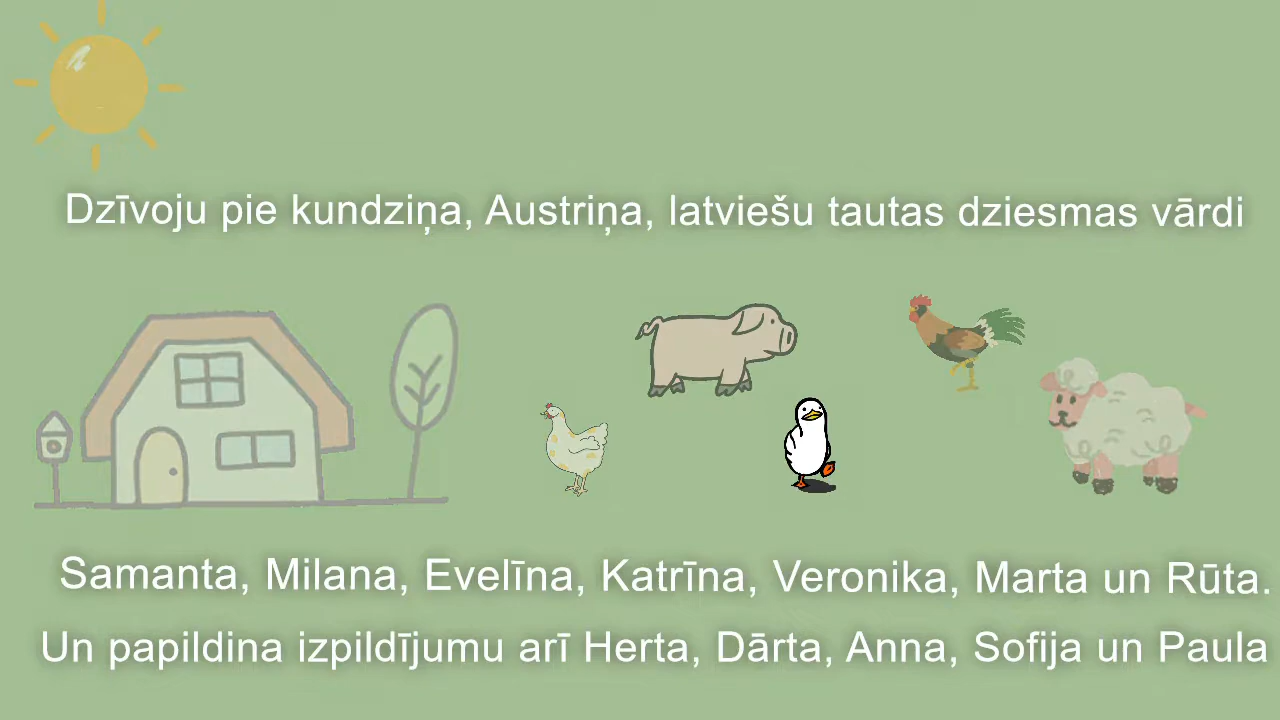 Dzīvoju pie kundziņa, Austriņa, latviešu tautas dziesmas vārdi
Samanta, Milana, Evelīna, Katrīna, Veronika, Marta un Rūta.
Un papildina izpildījumu arī Herta, Dārta, Anna, Sofija un Paula